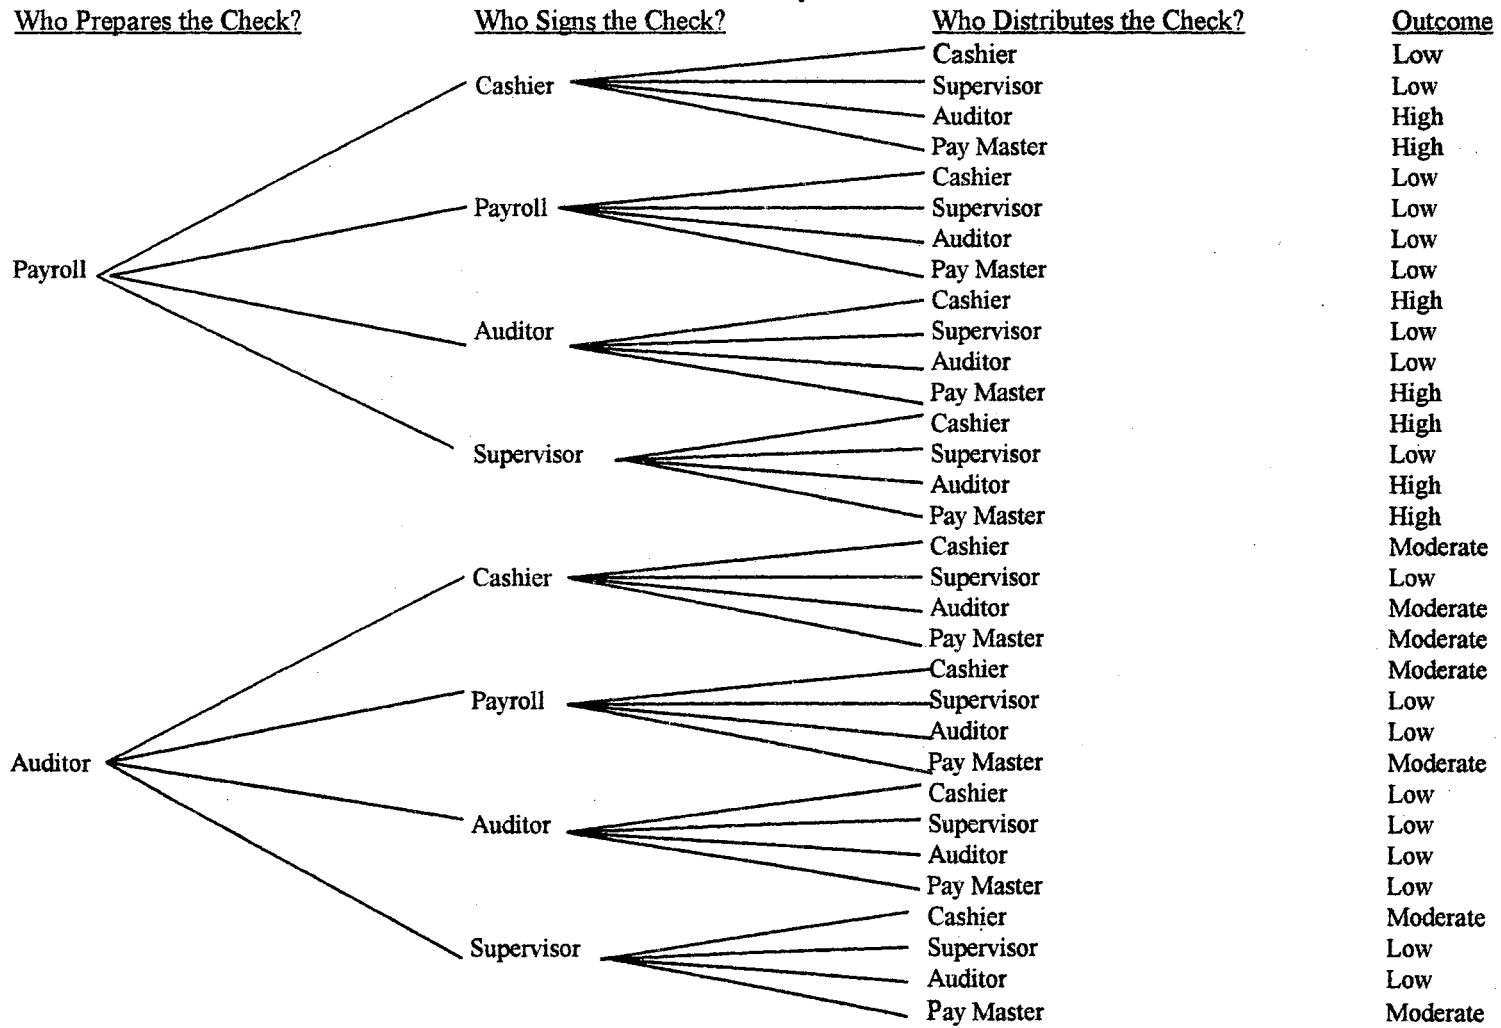 Who Prepares the Check? Who Signs the Check? Who Distributes the Check? Outcome
Cashier Low
Cashier Supervisor Low
Auditor High
Pay Master High
Cashier Low
Payroll Supervisor Low
Auditor Low
Payroll Pay Master Low
Cashier High
Auditor Supervisor Low
Auditor Low
Pay Master High
Cashier High
Supervisor Supervisor Low
Auditor High
Pay Master High
Cashier Moderate
Cashier Supervisor Low
Auditor Moderate
Pay Master Moderate
Cashier Moderate
Payroll Supervisor Low
Auditor Low
Auditor Pay Master Moderate
Cashier Low
Auditor Supervisor Low
Auditor Low
Pay Master Low
Cashier Moderate
Supervisor Supervisor Low
Auditor Low
Pay Master Moderate